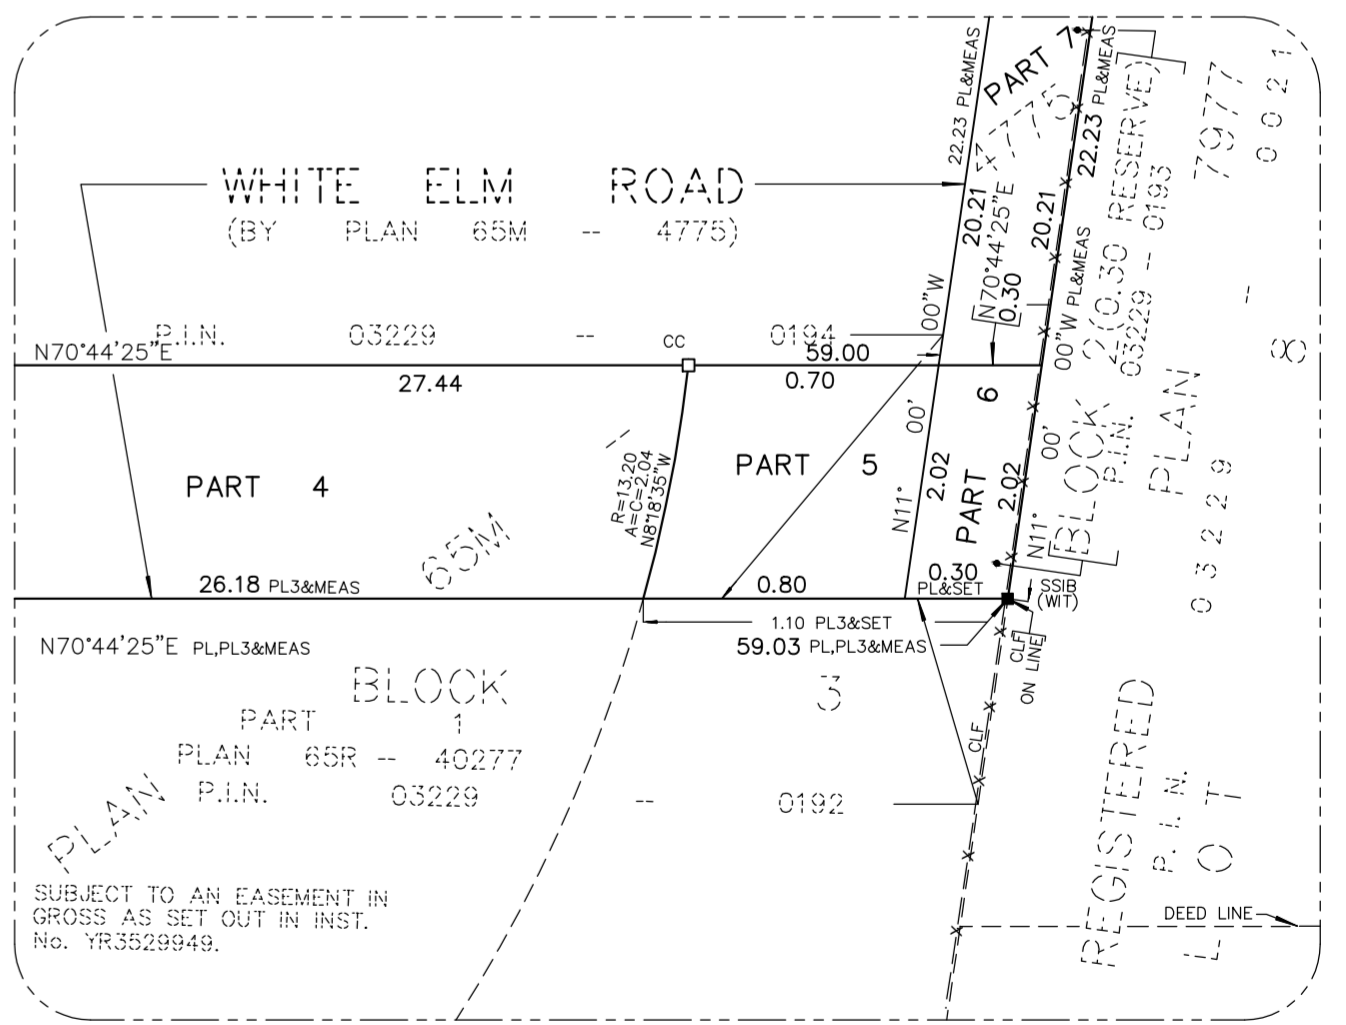 WHITE ELM ROAD
(BY PLAN 65M -- 4775)
P.I.N. 03229 -- 0194
N70°44'25"E
CC
59.00
27.44
0.70
PART 4
PART 5
PART 6
PART 7
4775
22.23 PL&MEAS
22.23 PL&MEAS
20.21
20.21
N70°44'25"E
0.30
N11° 00' 00"W
N11° 00' 00"W PL&MEAS
2.02
2.02
R=13.20
A=C=2.04
N8°18'35"W
65M
26.18 PL3&MEAS
0.80
0.30
PL&SET
SSIB
(WIT)
1.10 PL3&SET
59.03 PL,PL3&MEAS
N70°44'25"E PL,PL3&MEAS
CLF
ON LINE
CLF
BLOCK 3
PART 1
PLAN 65R -- 40277
P.I.N. 03229 -- 0192
PLAN
SUBJECT TO AN EASEMENT IN
GROSS AS SET OUT IN INST.
No. YR3529949.
BLOCK 2(0.30 RESERVE)
P.I.N. 03229 -- 0193
REGISTERED PLAN 7977
P.I.N. 03229 -- 0021
LOT 8
DEED LINE